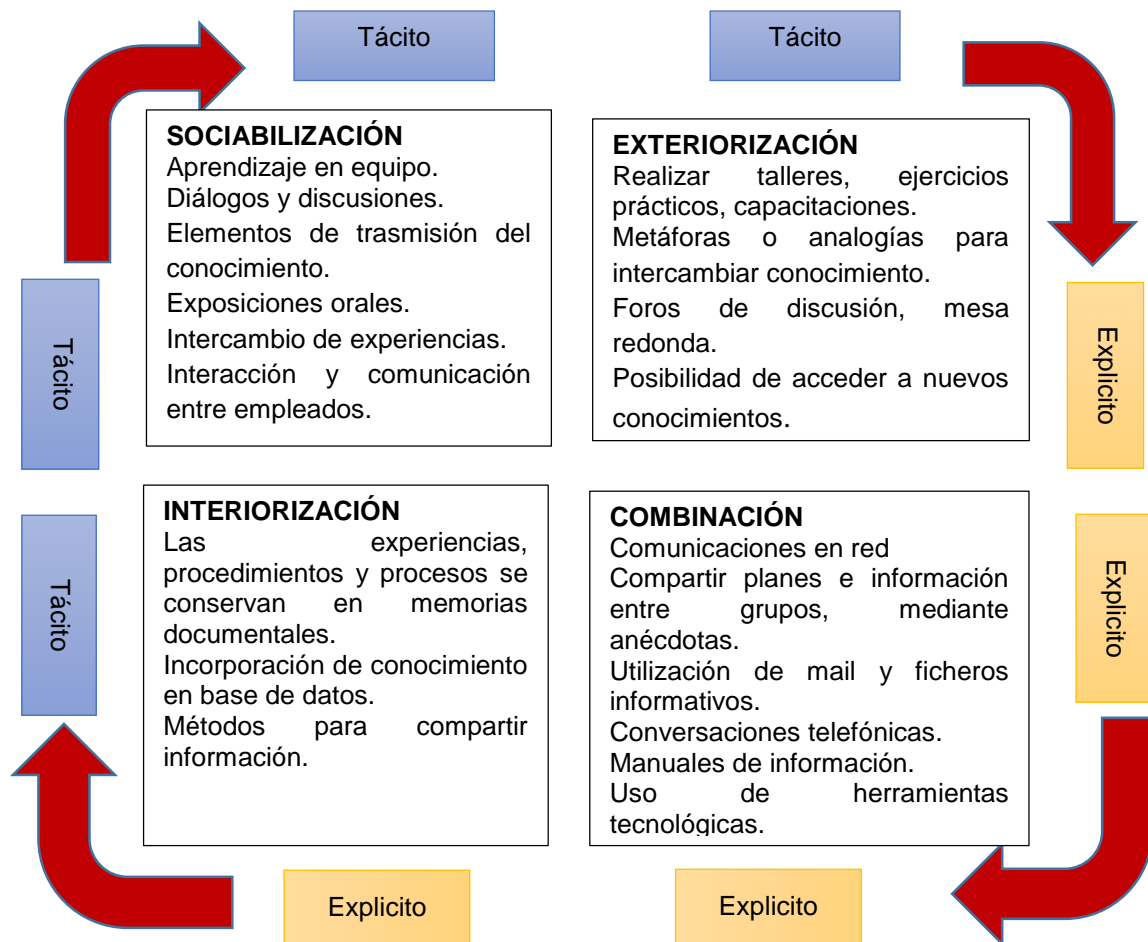 Tácito
Tácito
SOCIABILIZACIÓN
Aprendizaje en equipo.
Diálogos y discusiones.
Elementos de trasmisión del
conocimiento.
Exposiciones orales.
Intercambio de experiencias.
Interacción y comunicación
entre empleados.
EXTERIORIZACIÓN
Realizar talleres, ejercicios
prácticos, capacitaciones.
Metáforas o analogías para
intercambiar conocimiento.
Foros de discusión, mesa
redonda.
Posibilidad de acceder a nuevos
conocimientos.
Tácito
Explicito
INTERIORIZACIÓN
Las experiencias,
procedimientos y procesos se
conservan en memorias
documentales.
Incorporación de conocimiento
en base de datos.
Métodos para compartir
información.
COMBINACIÓN
Comunicaciones en red
Compartir planes e información
entre grupos, mediante
anécdotas.
Utilización de mail y ficheros
informativos.
Conversaciones telefónicas.
Manuales de información.
Uso de herramientas
tecnológicas.
Tácito
Explicito
Explicito
Explicito